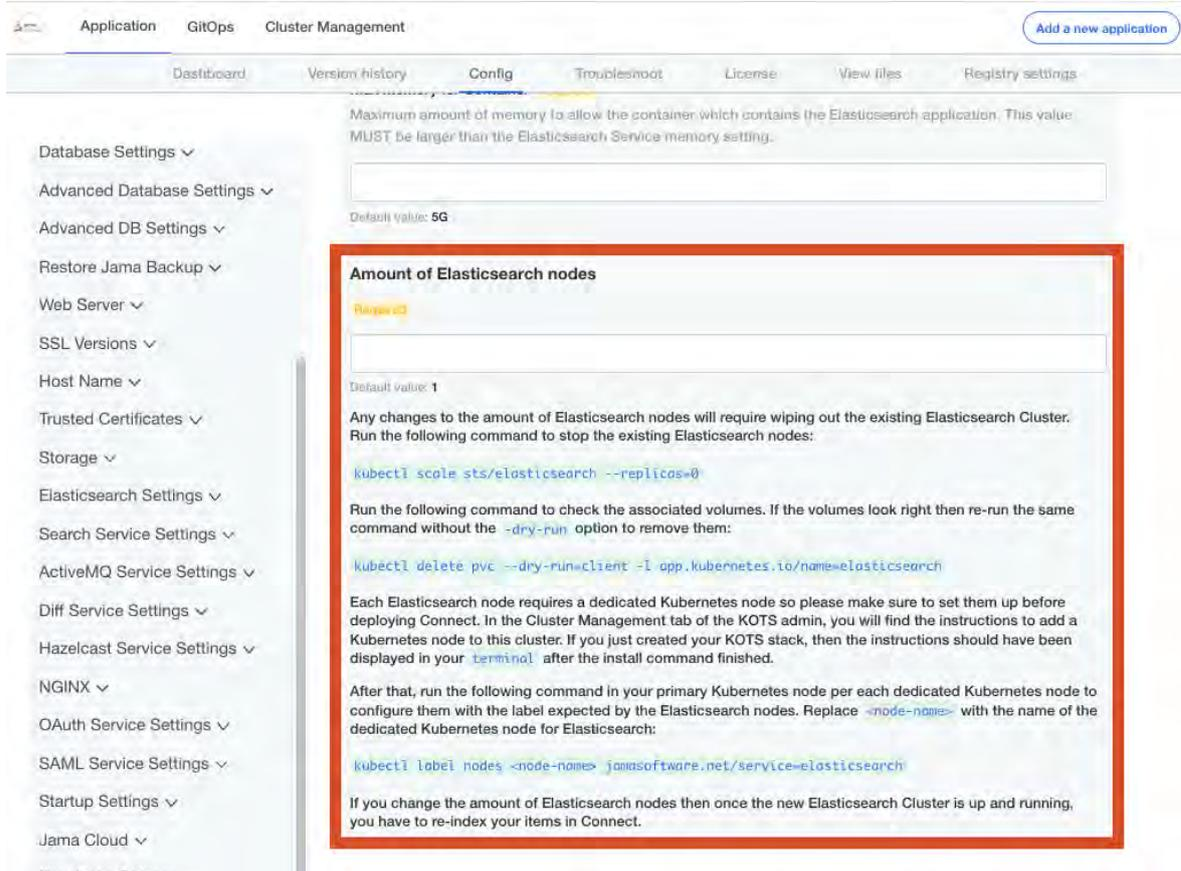 Application GitOps Cluster Management Add a new application
Dashboard Version history Config Troubleshoot License View files Registry settings
Maximum amount of memory to allow the container which contains the Elasticsearch application. This value
MUST be larger than the Elasticsearch Service memory setting.
Default value: 5G
Database Settings
Advanced Database Settings
Advanced DB Settings
Restore Jama Backup
Web Server
SSL Versions
Host Name
Trusted Certificates
Storage
Elasticsearch Settings
Search Service Settings
ActiveMQ Service Settings
Diff Service Settings
Hazelcast Service Settings
NGINX
OAuth Service Settings
SAML Service Settings
Startup Settings
Jama Cloud
Amount of Elasticsearch nodes
Required
Default value: 1
Any changes to the amount of Elasticsearch nodes will require wiping out the existing Elasticsearch Cluster.
Run the following command to stop the existing Elasticsearch nodes:
kubectl scale sts/elasticsearch --replicas=0
Run the following command to check the associated volumes. If the volumes look right then re-run the same
command without the -dry-run option to remove them:
kubectl delete pvc --dry-run=client -l app.kubernetes.io/name=elasticsearch
Each Elasticsearch node requires a dedicated Kubernetes node so please make sure to set them up before
deploying Connect. In the Cluster Management tab of the KOTS admin, you will find the instructions to add a
Kubernetes node to this cluster. If you just created your KOTS stack, then the instructions should have been
displayed in your terminal after the install command finished.
After that, run the following command in your primary Kubernetes node per each dedicated Kubernetes node to
configure them with the label expected by the Elasticsearch nodes. Replace <node-name> with the name of the
dedicated Kubernetes node for Elasticsearch:
kubectl label nodes <node-name> jamasoftware.net/service=elasticsearch
If you change the amount of Elasticsearch nodes then once the new Elasticsearch Cluster is up and running,
you have to re-index your items in Connect.